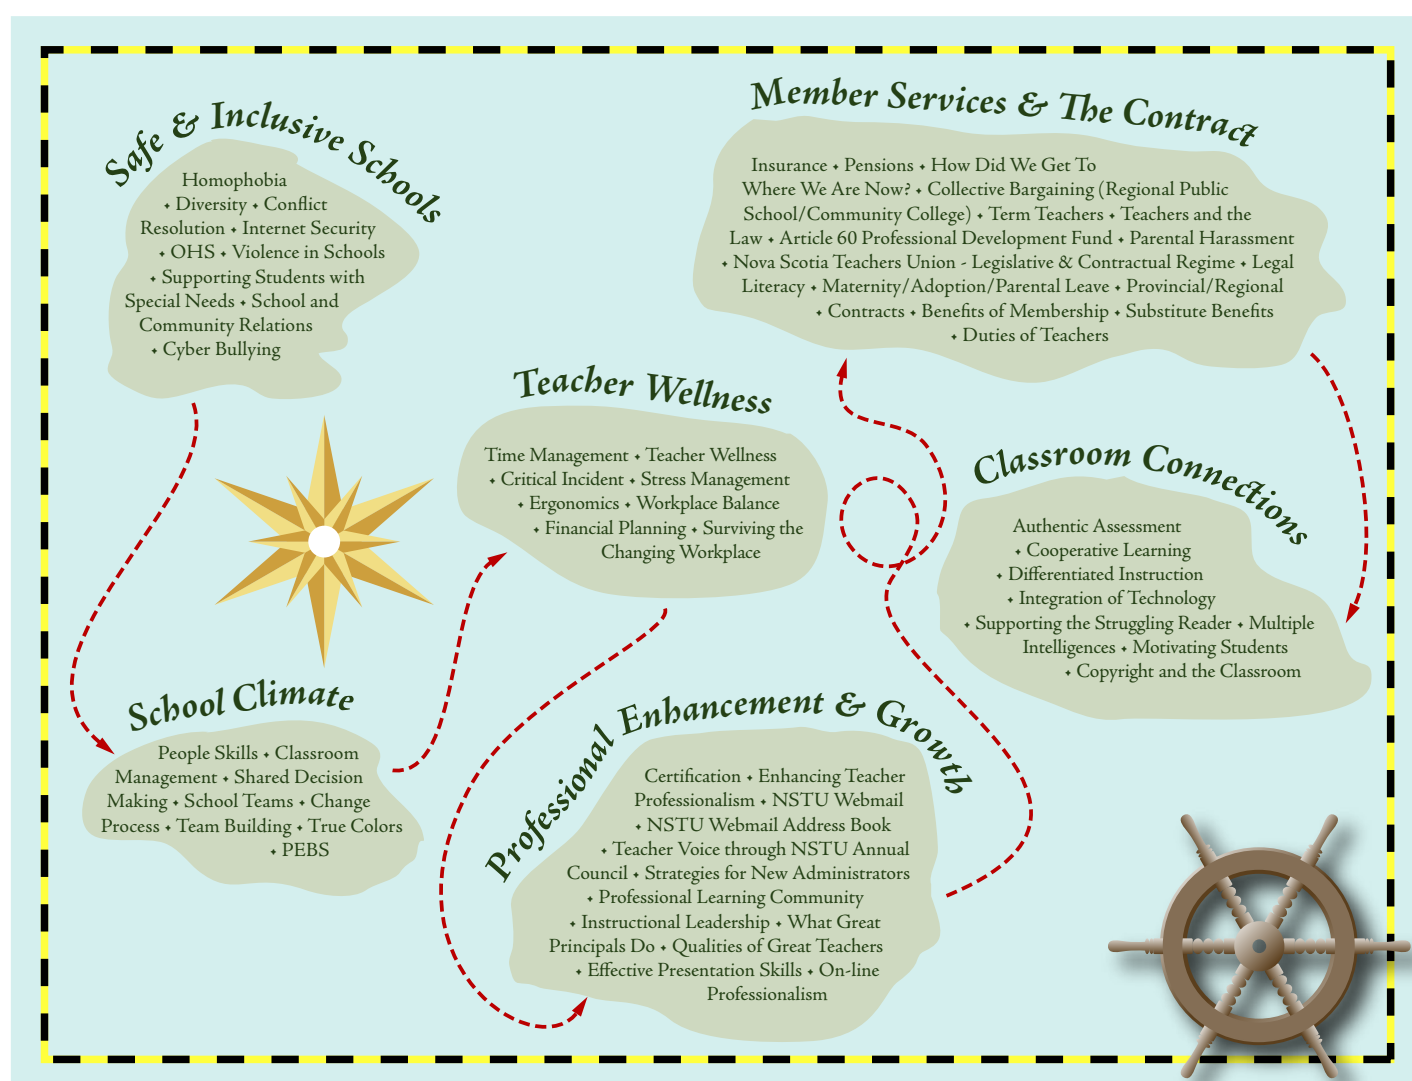 Safe & Inclusive Schools
Homophobia
✦ Diversity ✦ Conflict
Resolution ✦ Internet Security
✦ OHS ✦ Violence in Schools
✦ Supporting Students with
Special Needs ✦ School and
Community Relations
✦ Cyber Bullying
Member Services & The Contract
Insurance ✦ Pensions ✦ How Did We Get To
Where We Are Now? ✦ Collective Bargaining (Regional Public
School/Community College) ✦ Term Teachers ✦ Teachers and the
Law ✦ Article 60 Professional Development Fund ✦ Parental Harassment
✦ Nova Scotia Teachers Union - Legislative & Contractual Regime ✦ Legal
Literacy ✦ Maternity/Adoption/Parental Leave ✦ Provincial/Regional
✦ Contracts ✦ Benefits of Membership ✦ Substitute Benefits
✦ Duties of Teachers
Teacher Wellness
Time Management ✦ Teacher Wellness
✦ Critical Incident ✦ Stress Management
✦ Ergonomics ✦ Workplace Balance
✦ Financial Planning ✦ Surviving the
Changing Workplace
Classroom Connections
Authentic Assessment
✦ Cooperative Learning
✦ Differentiated Instruction
✦ Integration of Technology
✦ Supporting the Struggling Reader ✦ Multiple
Intelligences ✦ Motivating Students
✦ Copyright and the Classroom
School Climate
People Skills ✦ Classroom
Management ✦ Shared Decision
Making ✦ School Teams ✦ Change
Process ✦ Team Building ✦ True Colors
✦ PEBS
Professional Enhancement & Growth
Certification ✦ Enhancing Teacher
Professionalism ✦ NSTU Webmail
✦ NSTU Webmail Address Book
✦ Teacher Voice through NSTU Annual
Council ✦ Strategies for New Administrators
✦ Professional Learning Community
✦ Instructional Leadership ✦ What Great
Principals Do ✦ Qualities of Great Teachers
✦ Effective Presentation Skills ✦ On-line
Professionalism